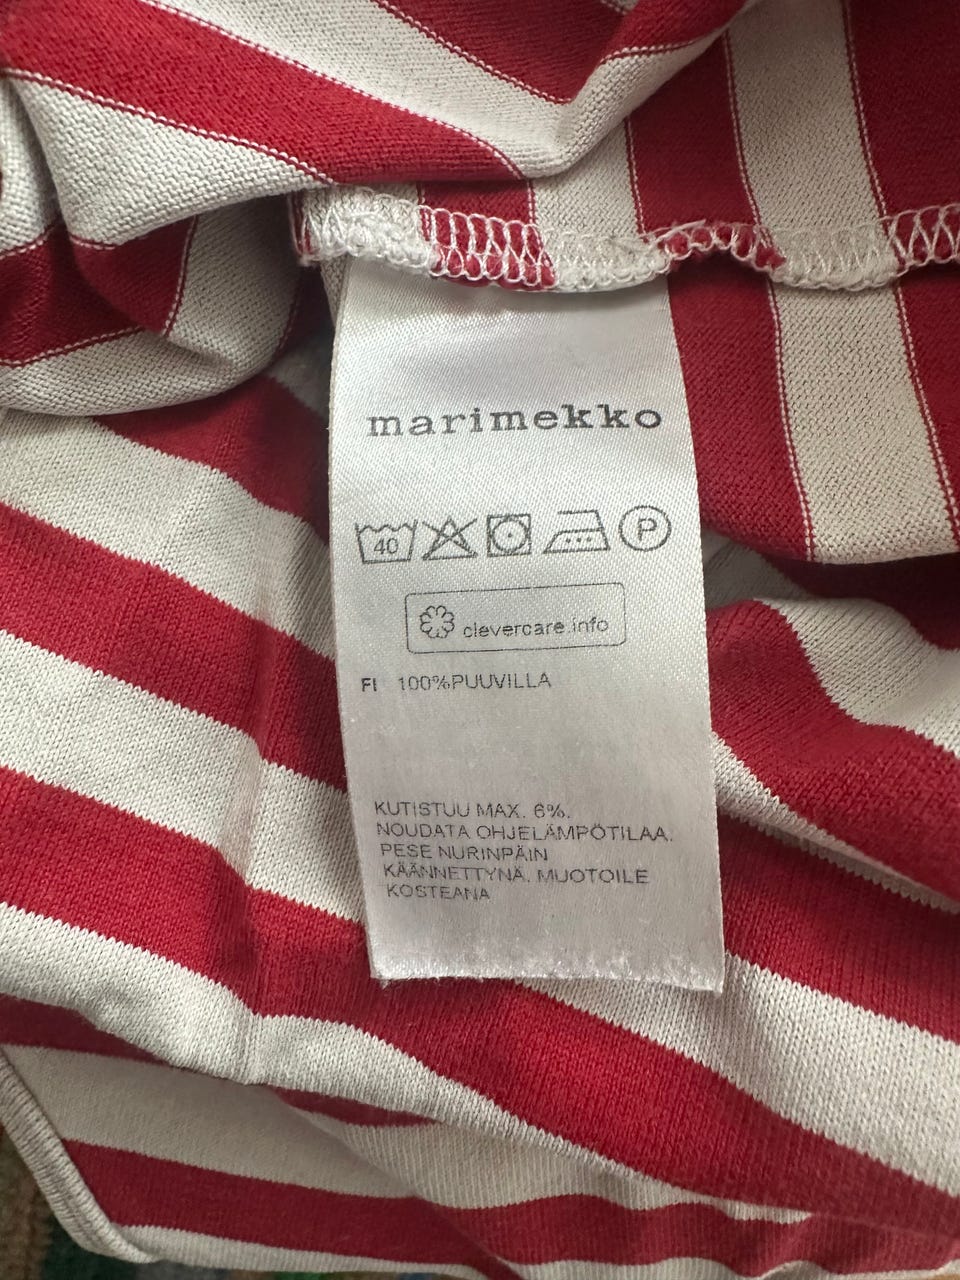 marimekko
40 P
clevercare.info
FI 100%PUUVILLA
KUTISTUU MAX. 6%.
NOUDATA OHJELÄMPÖTILAA.
PESE NURINPÄIN
KÄÄNNETTYNÄ. MUOTOILE
KOSTEANA